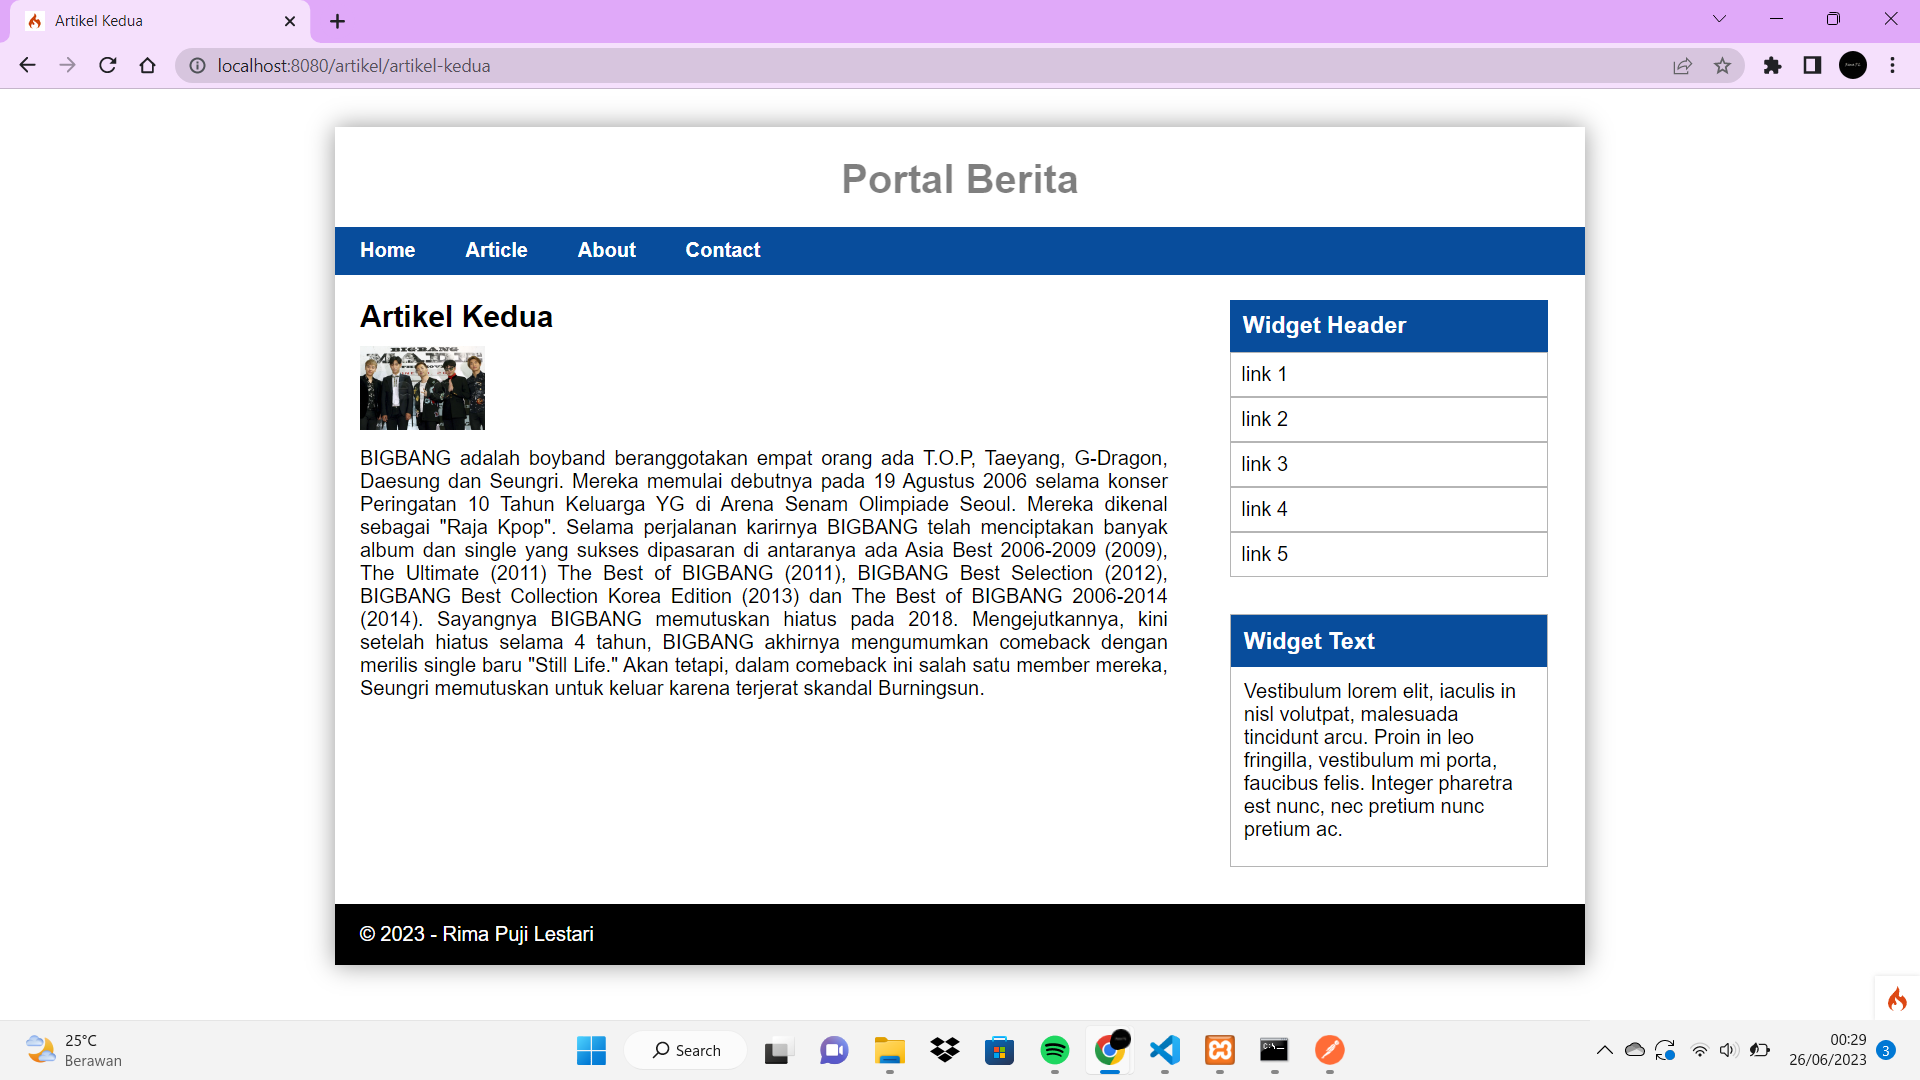 Artikel Kedua
localhost:8080/artikel/artikel-kedua
Portal Berita
Home Article About Contact
Artikel Kedua
BIGBANG
BIGBANG adalah boyband beranggotakan empat orang ada T.O.P, Taeyang, G-Dragon,
Daesung dan Seungri. Mereka memulai debutnya pada 19 Agustus 2006 selama konser
Peringatan 10 Tahun Keluarga YG di Arena Senam Olimpiade Seoul. Mereka dikenal
sebagai "Raja Kpop". Selama perjalanan karirnya BIGBANG telah menciptakan banyak
album dan single yang sukses dipasaran di antaranya ada Asia Best 2006-2009 (2009),
The Ultimate (2011) The Best of BIGBANG (2011), BIGBANG Best Selection (2012),
BIGBANG Best Collection Korea Edition (2013) dan The Best of BIGBANG 2006-2014
(2014). Sayangnya BIGBANG memutuskan hiatus pada 2018. Mengejutkannya, kini
setelah hiatus selama 4 tahun, BIGBANG akhirnya mengumumkan comeback dengan
merilis single baru "Still Life." Akan tetapi, dalam comeback ini salah satu member mereka,
Seungri memutuskan untuk keluar karena terjerat skandal Burningsun.
Widget Header
link 1
link 2
link 3
link 4
link 5
Widget Text
Vestibulum lorem elit, iaculis in
nisl volutpat, malesuada
tincidunt arcu. Proin in leo
fringilla, vestibulum mi porta,
faucibus felis. Integer pharetra
est nunc, nec pretium nunc
pretium ac.
© 2023 - Rima Puji Lestari
25°C
Berawan
Search
00:29
26/06/2023
3